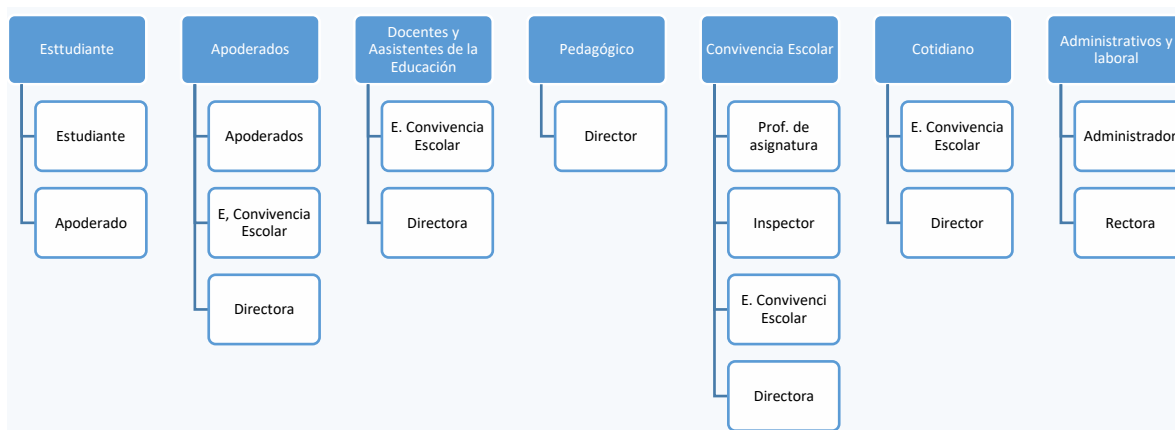 Esttudiante
Estudiante
Apoderado
Apoderados
Apoderados
E, Convivencia
Escolar
Directora
Docentes y
Aasistentes de la
Educación
E. Convivencia
Escolar
Directora
Pedagógico
Director
Convivencia Escolar
Prof. de
asignatura
Inspector
E. Convivenci
Escolar
Directora
Cotidiano
E. Convivencia
Escolar
Director
Administrativos y
laboral
Administrador
Rectora